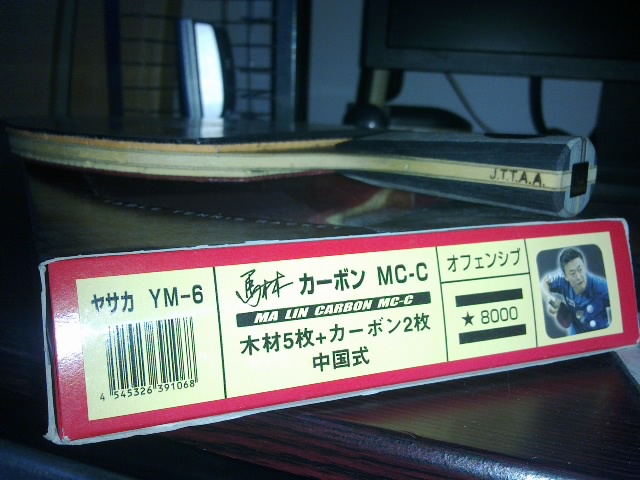 J.T.T.A.A.
ヤサカ YM-6
4 545326 391068
馬林 カーボン MC-C
MA LIN CARBON MC-C
木材5枚+カーボン2枚
中国式
オフェンシブ
★ 8000